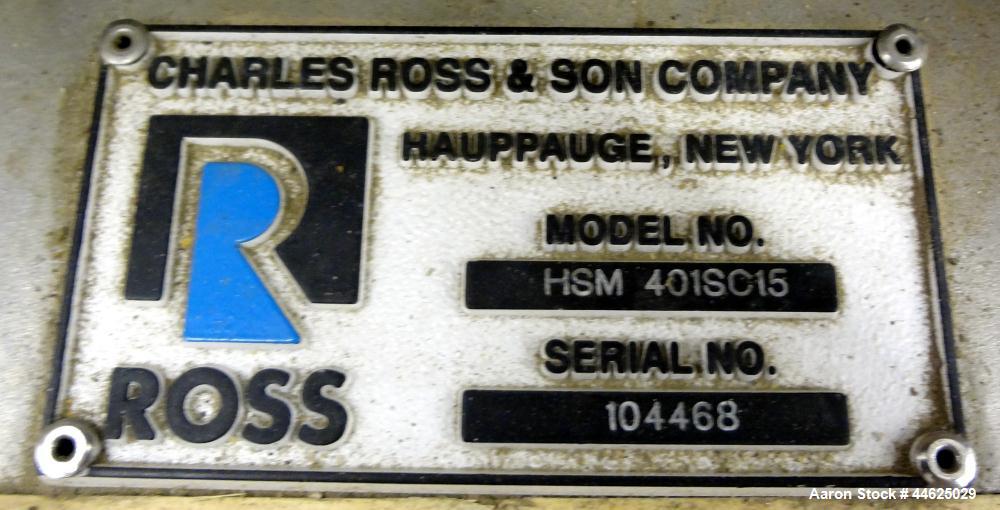 CHARLES ROSS & SON COMPANY
HAUPPAUGE, NEW YORK
R
ROSS
MODEL NO.
HSM 401SC15
SERIAL NO.
104468
Aaron Stock # 44625029